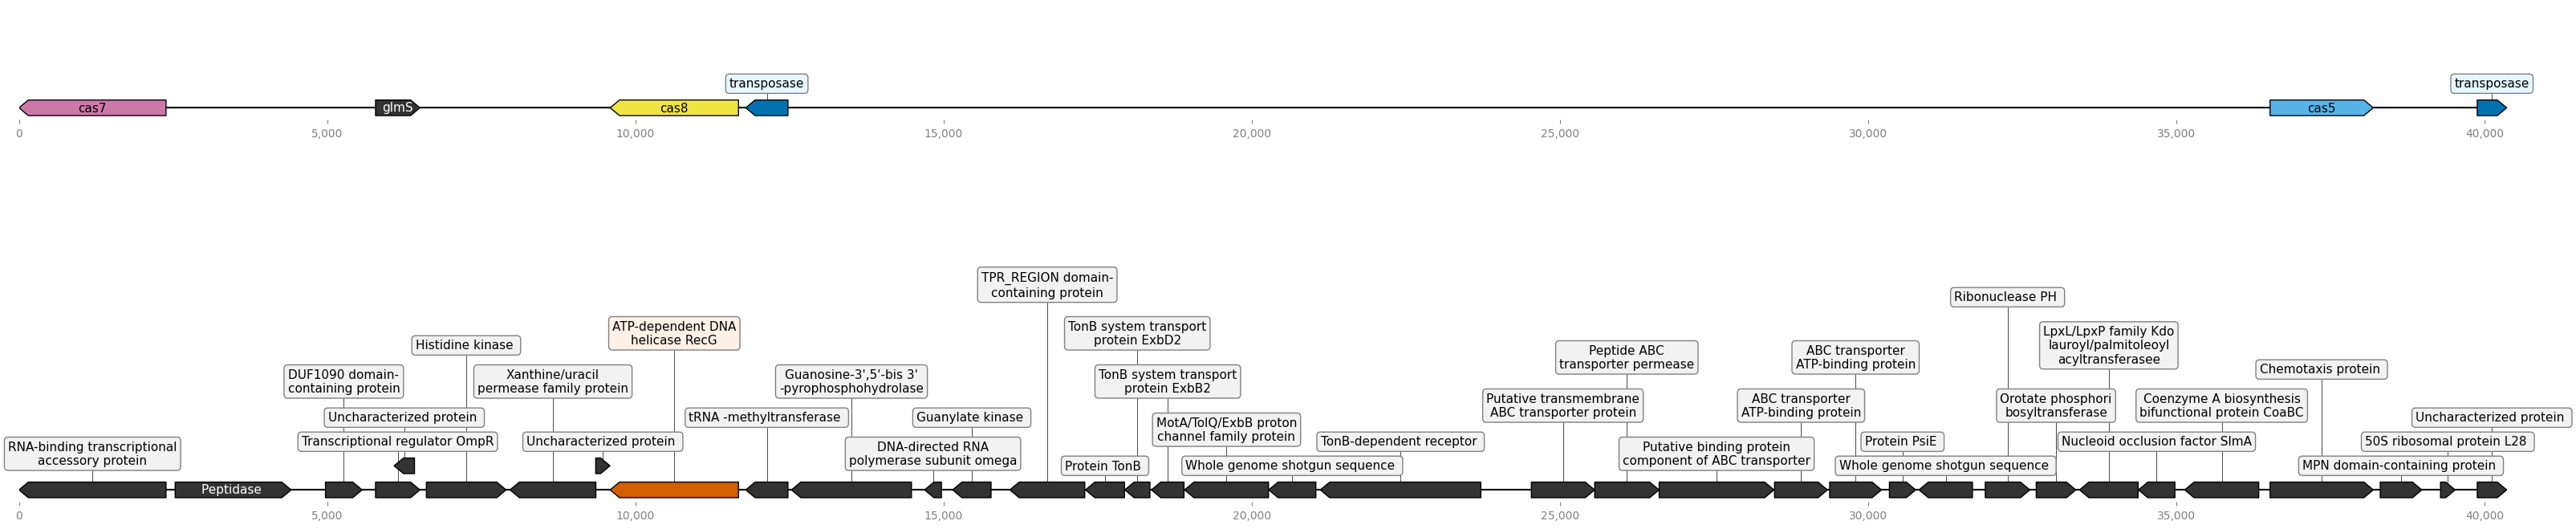 transposase
transposase
cas7
glmS
cas8
cas5
0
5,000
10,000
15,000
20,000
25,000
30,000
35,000
40,000
TPR_REGION domain-
containing protein
Ribonuclease PH
ATP-dependent DNA
helicase RecG
TonB system transport
protein ExbD2
LpxL/LpxP family Kdo
lauroyl/palmitoleoyl
acyltransferasee
Histidine kinase
Peptide ABC
transporter permease
ABC transporter
ATP-binding protein
Chemotaxis protein
DUF1090 domain-
containing protein
Xanthine/uracil
permease family protein
Guanosine-3',5'-bis 3'
-pyrophosphohydrolase
TonB system transport
protein ExbB2
Putative transmembrane
ABC transporter protein
ABC transporter
ATP-binding protein
Orotate phosphori
bosyltransferase
Coenzyme A biosynthesis
bifunctional protein CoaBC
Uncharacterized protein
tRNA -methyltransferase
Guanylate kinase
MotA/TolQ/ExbB proton
channel family protein
Uncharacterized protein
RNA-binding transcriptional
accessory protein
Transcriptional regulator OmpR
Uncharacterized protein
DNA-directed RNA
polymerase subunit omega
TonB-dependent receptor
Putative binding protein
component of ABC transporter
Protein PsiE
Nucleoid occlusion factor SlmA
50S ribosomal protein L28
Protein TonB
Whole genome shotgun sequence
Whole genome shotgun sequence
MPN domain-containing protein
Peptidase
0
5,000
10,000
15,000
20,000
25,000
30,000
35,000
40,000